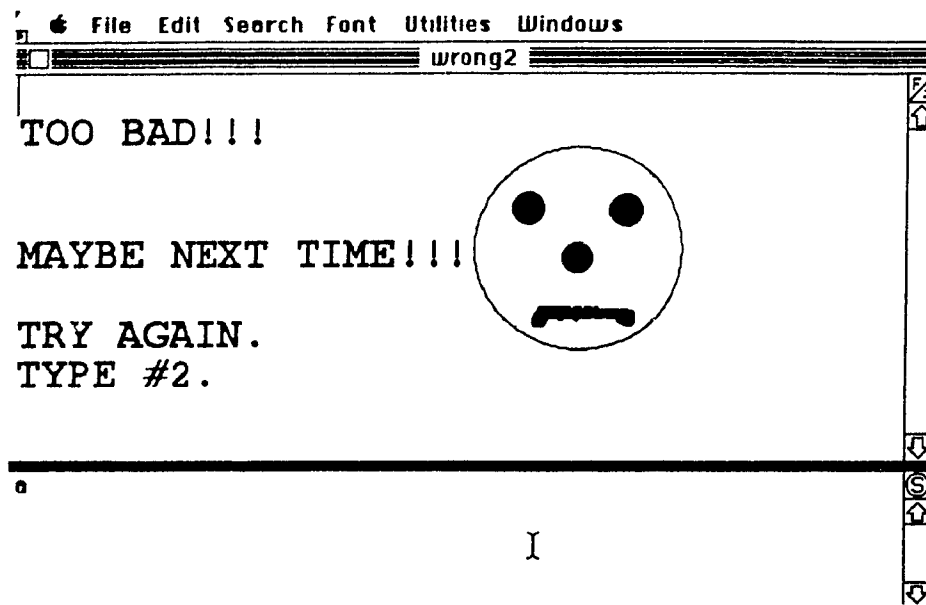 File Edit Search Font Utilities Windows
wrong2
TOO BAD!!!
MAYBE NEXT TIME!!!
TRY AGAIN.
TYPE #2.
S